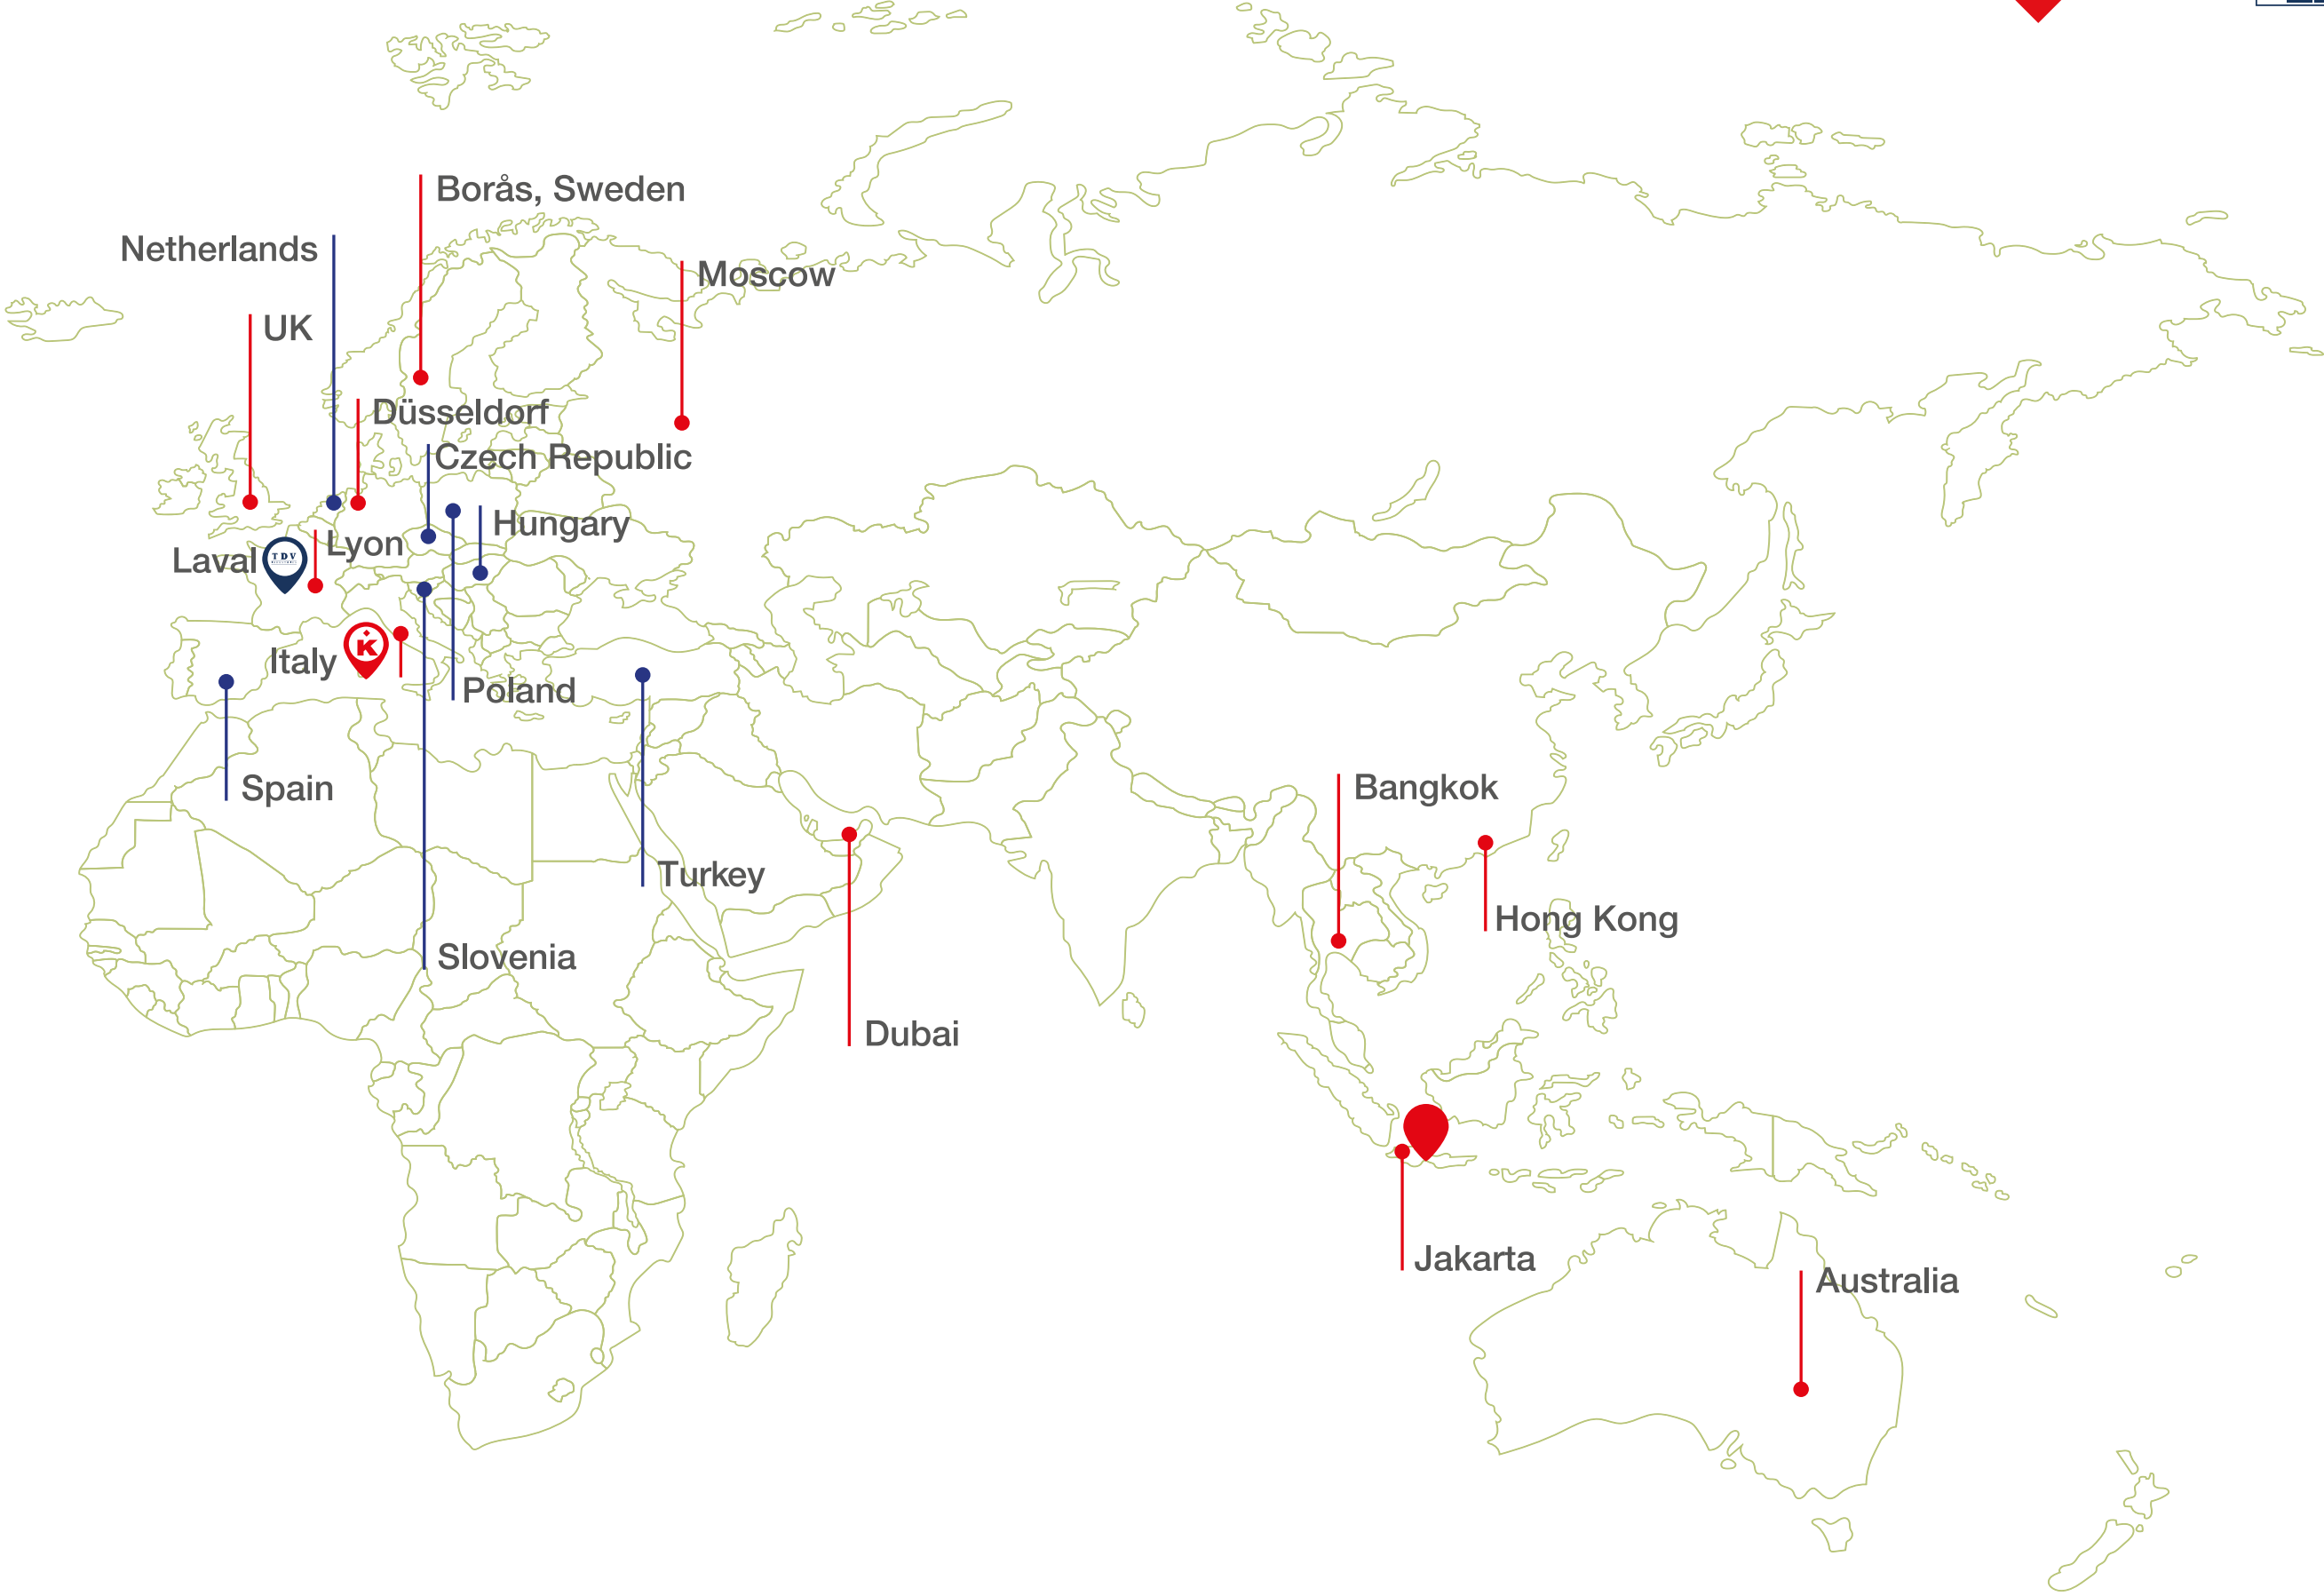 Borås, Sweden
Netherlands
Moscow
UK
Düsseldorf
Czech Republic
Hungary
Lyon
Laval
TDV
Italy
K
Poland
Spain
Bangkok
Turkey
Hong Kong
Slovenia
Dubai
Jakarta
Australia